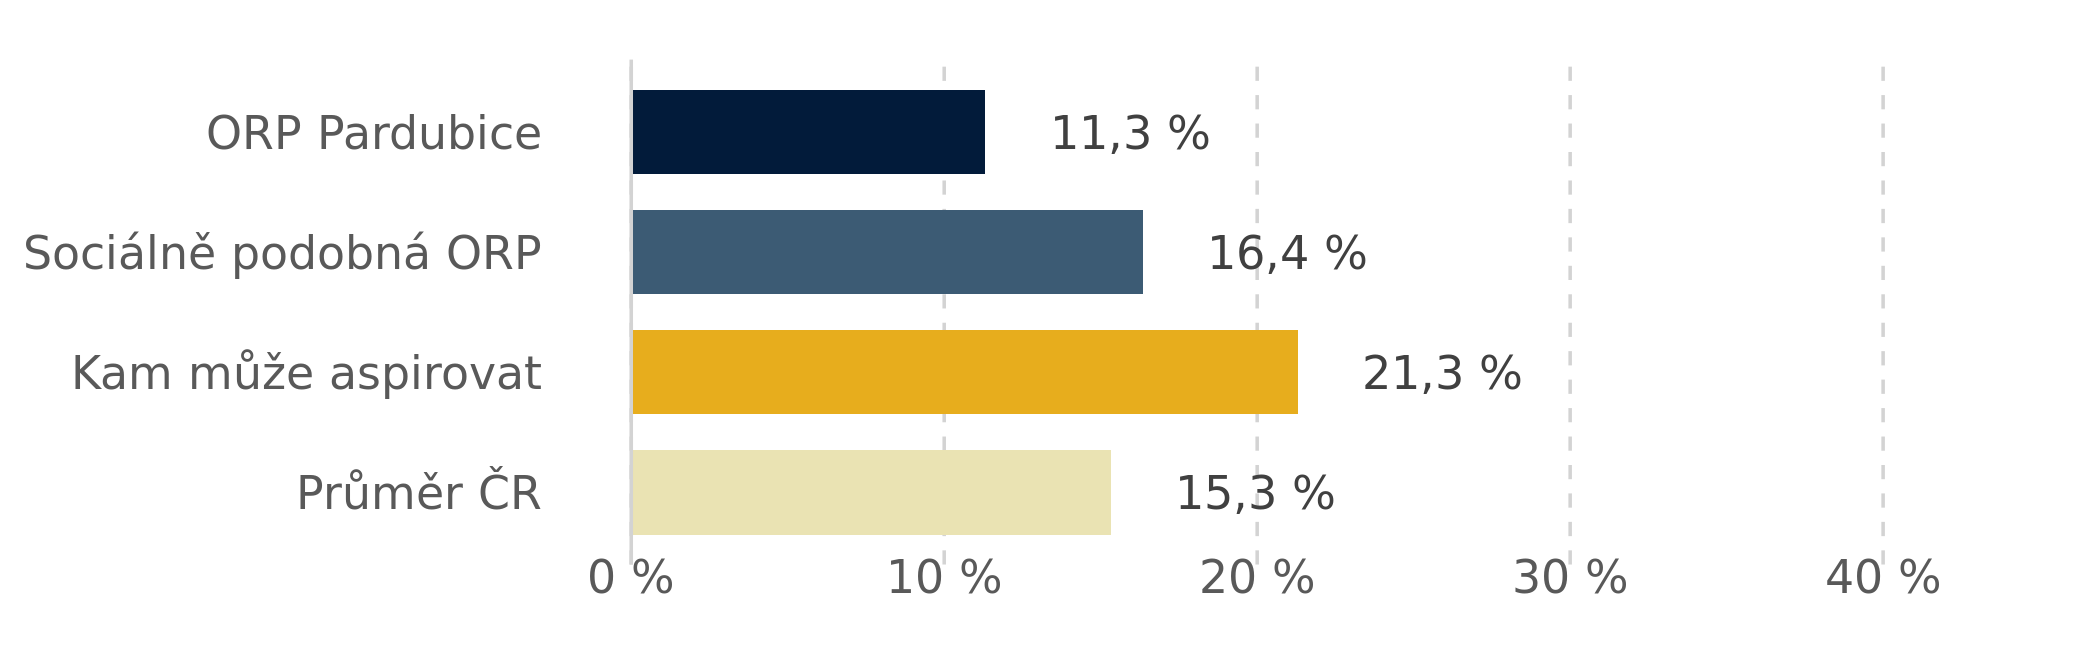 ORP Pardubice 11,3 %
Sociálně podobná ORP 16,4 %
Kam může aspirovat 21,3 %
Průměr ČR 15,3 %
0 % 10 % 20 % 30 % 40 %